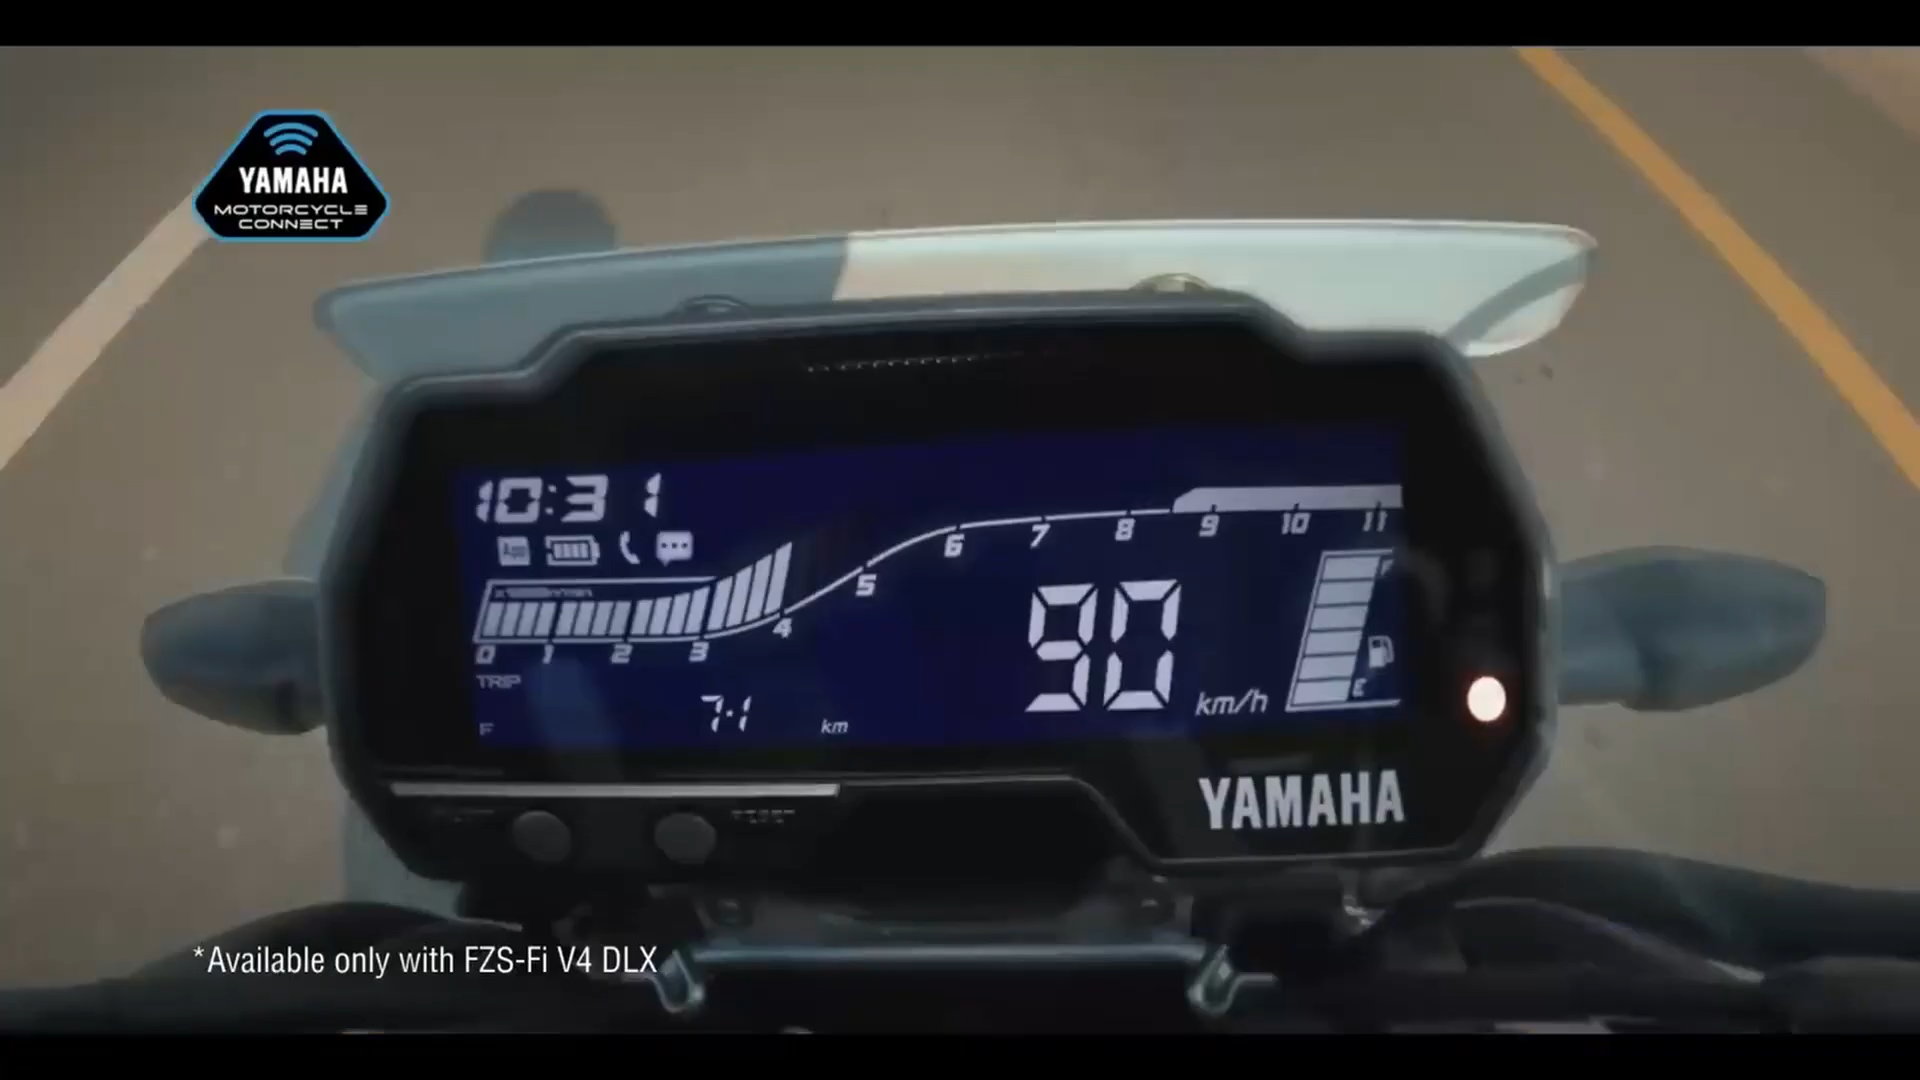 YAMAHA
MOTORCYCLE
CONNECT
10:31
App
0 1 2 3 4 5 6 7 8 9 10 11
F
E
TRIP
F
7.1 km
90 km/h
YAMAHA
*Available only with FZS-Fi V4 DLX